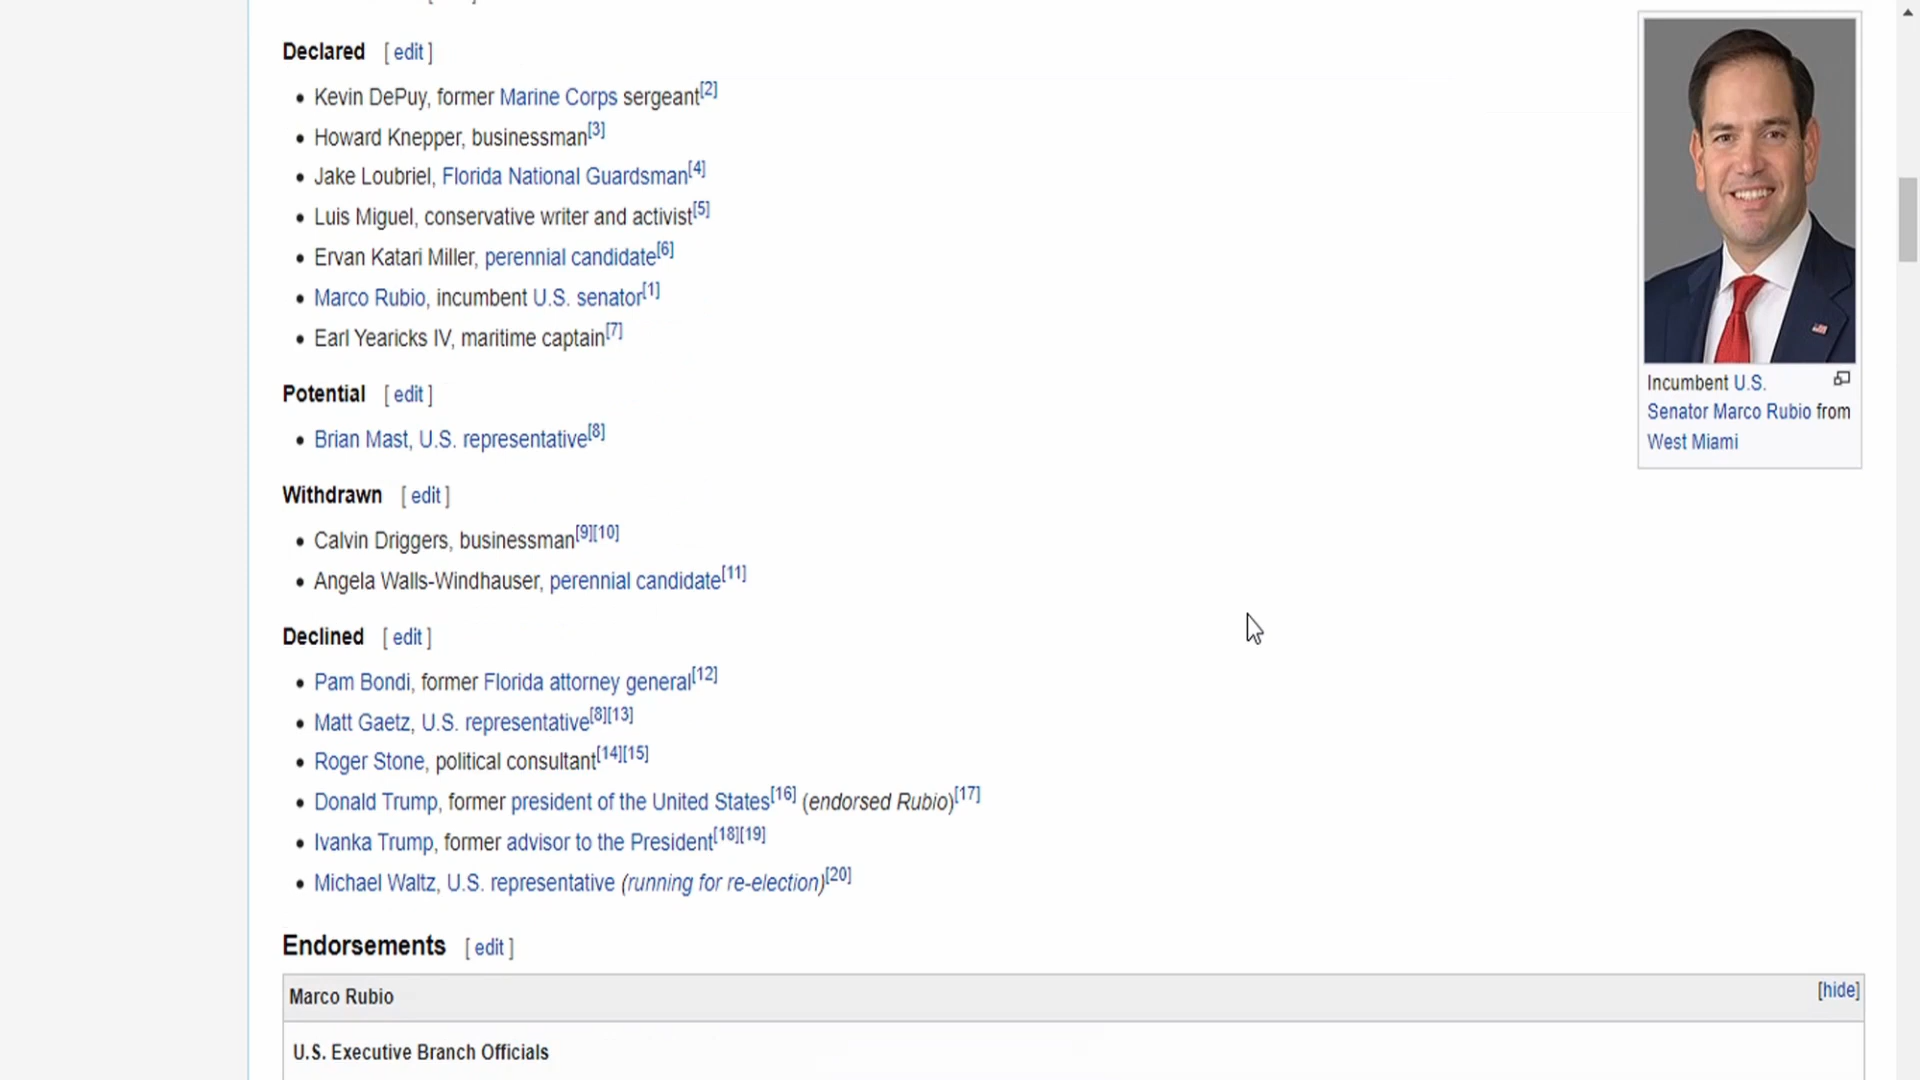 Declared [ edit ]
• Kevin DePuy, former Marine Corps sergeant[2]
• Howard Knepper, businessman[3]
• Jake Loubriel, Florida National Guardsman[4]
• Luis Miguel, conservative writer and activist[5]
• Ervan Katari Miller, perennial candidate[6]
• Marco Rubio, incumbent U.S. senator[1]
• Earl Yearicks IV, maritime captain[7]
Potential [ edit ]
• Brian Mast, U.S. representative[8]
Withdrawn [ edit ]
• Calvin Driggers, businessman[9][10]
• Angela Walls-Windhauser, perennial candidate[11]
Declined [ edit ]
• Pam Bondi, former Florida attorney general[12]
• Matt Gaetz, U.S. representative[8][13]
• Roger Stone, political consultant[14][15]
• Donald Trump, former president of the United States[16] (endorsed Rubio)[17]
• Ivanka Trump, former advisor to the President[18][19]
• Michael Waltz, U.S. representative (running for re-election)[20]
Incumbent U.S.
Senator Marco Rubio from
West Miami
Endorsements [ edit ]
Marco Rubio [hide]
U.S. Executive Branch Officials